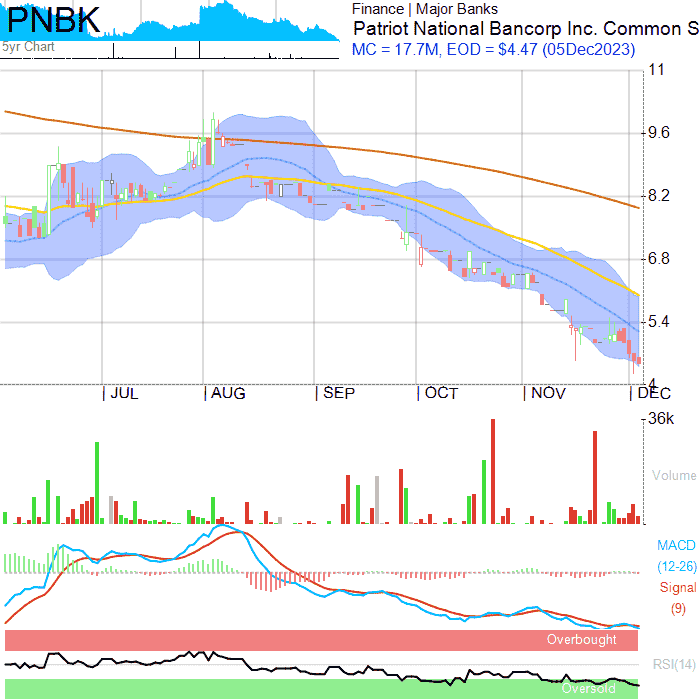 PNBK
5yr Chart
Finance | Major Banks
Patriot National Bancorp Inc. Common S
MC = 17.7M, EOD = $4.47 (05Dec2023)
11
9.6
8.2
6.8
5.4
4
JUL
AUG
SEP
OCT
NOV
DEC
36k
Volume
MACD
(12-26)
Signal
(9)
Overbought
RSI(14)
Oversold